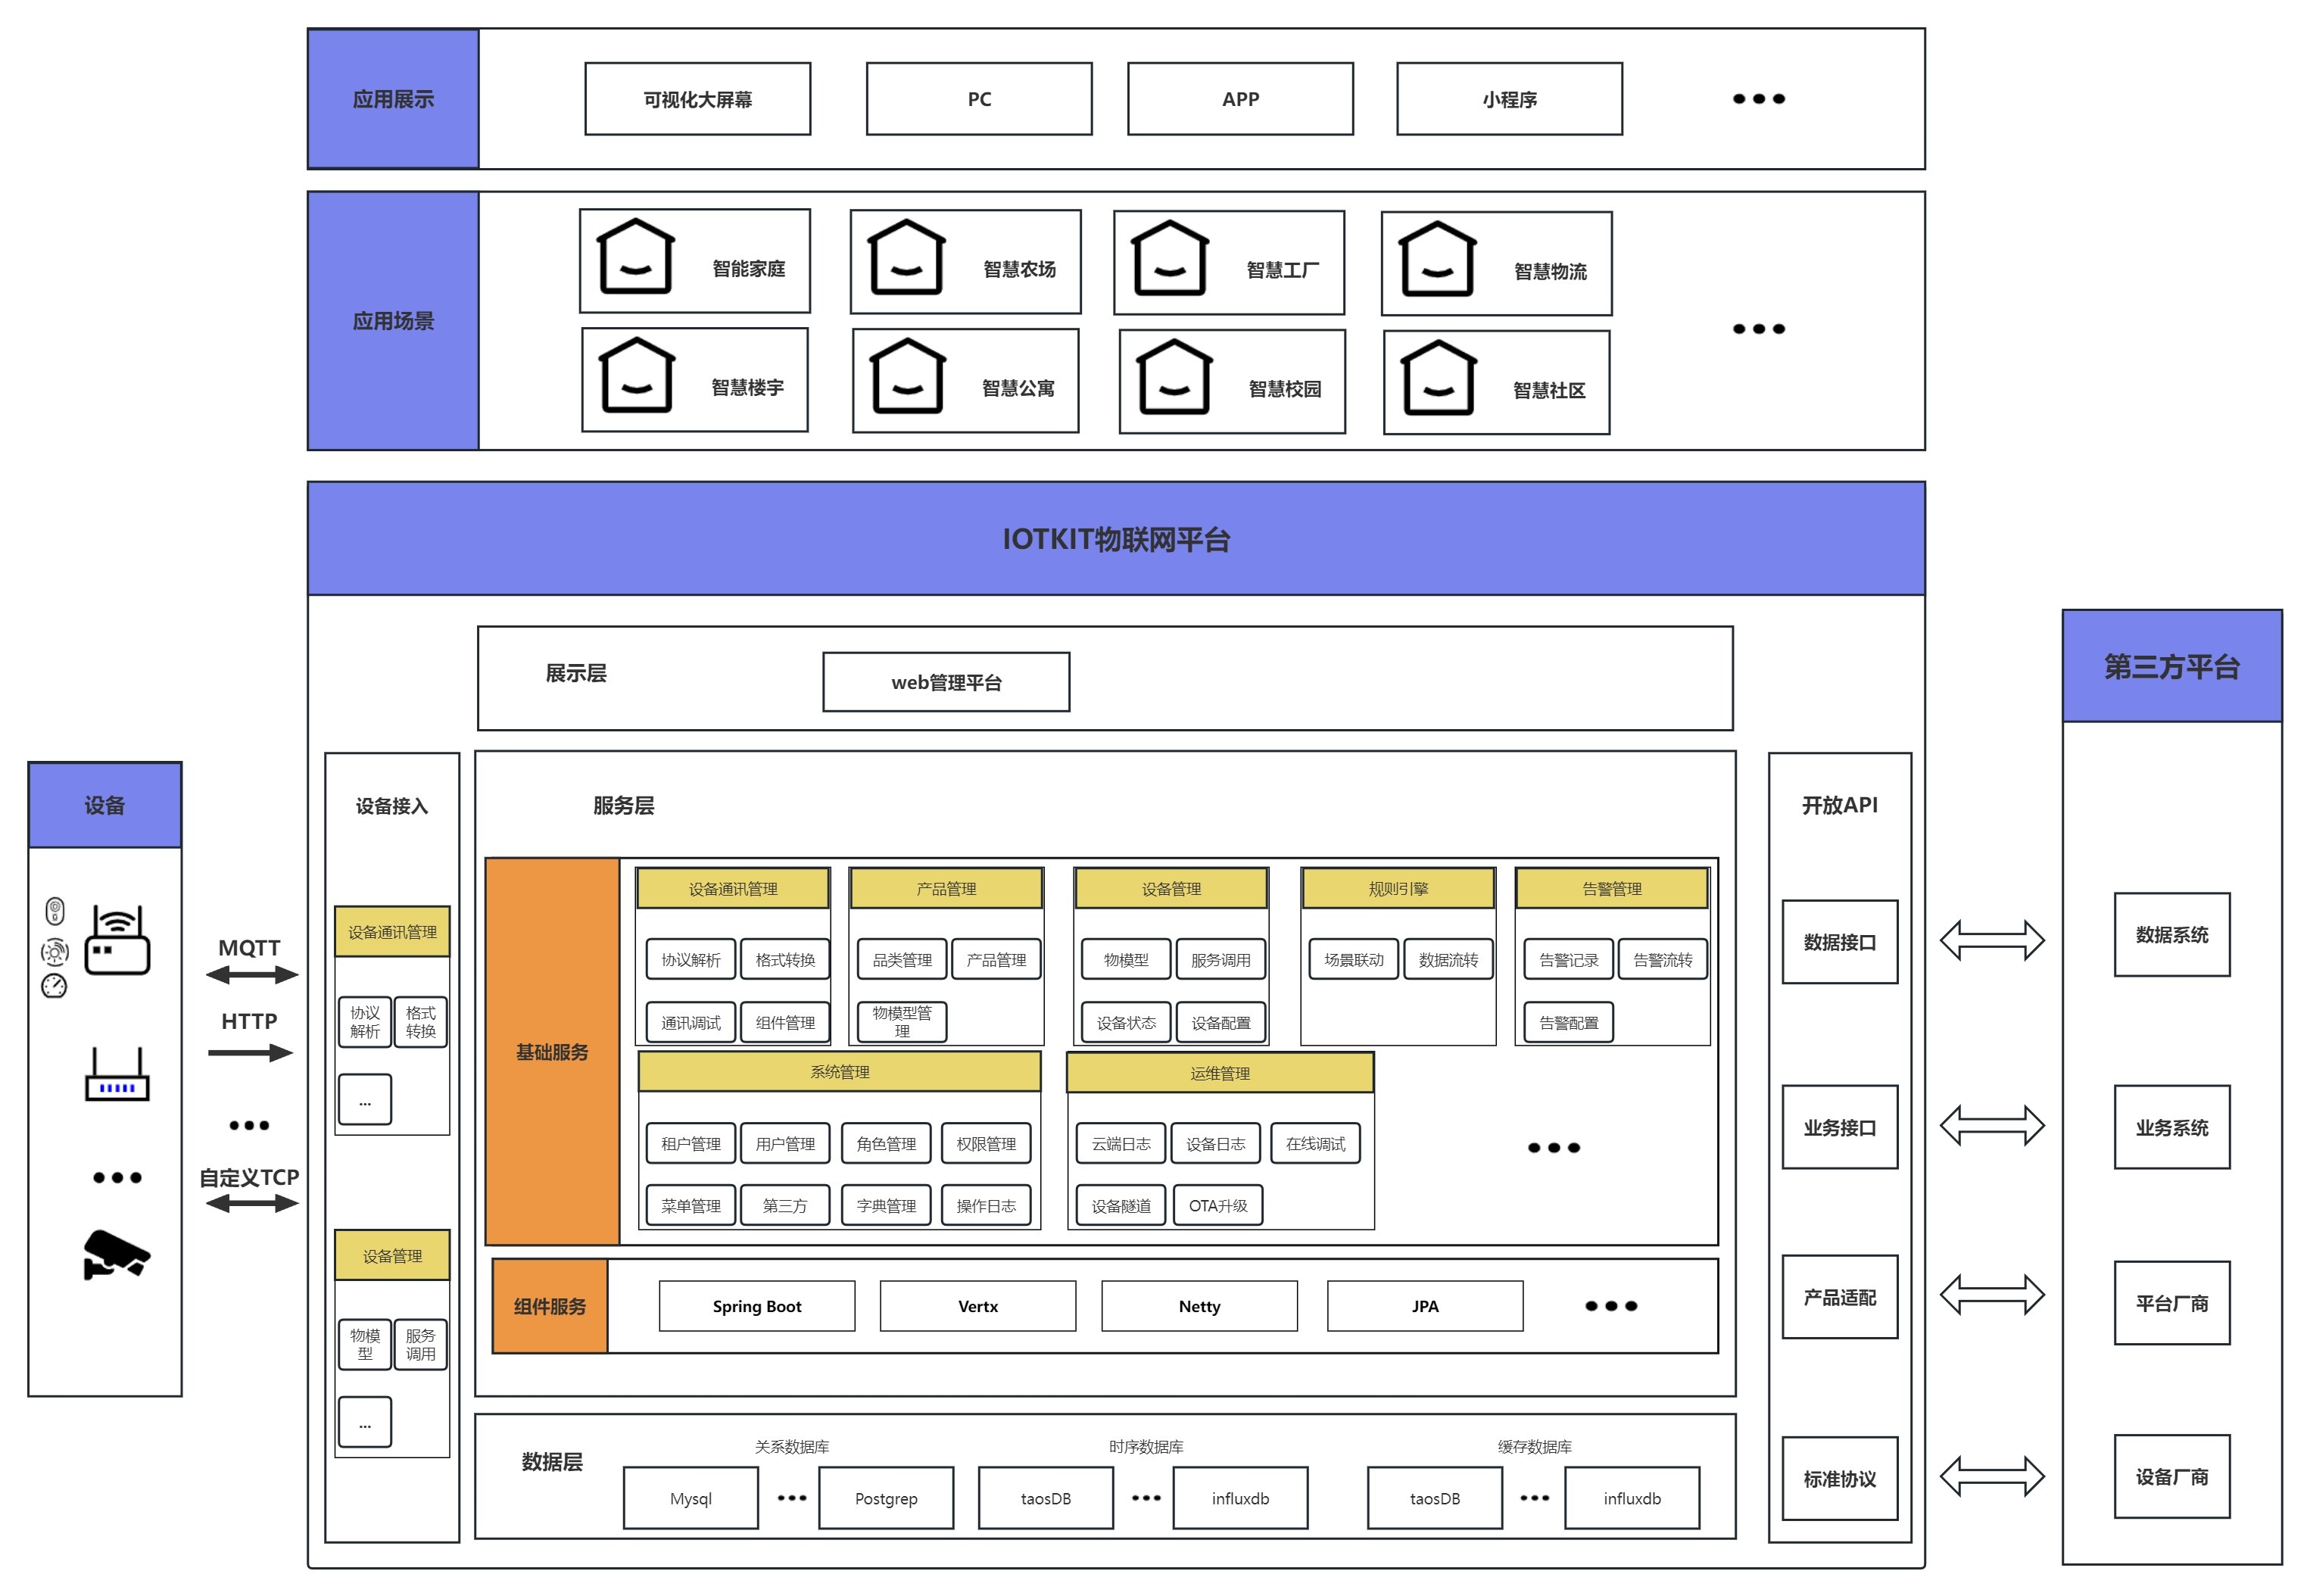 应用展示
可视化大屏幕
PC
APP
小程序
应用场景
智能家庭
智慧农场
智慧工厂
智慧物流
智慧楼宇
智慧公寓
智慧校园
智慧社区
IOTKIT物联网平台
展示层
web管理平台
设备
MQTT
HTTP
自定义TCP
设备接入
设备通讯管理
协议
解析
格式
转换
...
设备管理
物模
型
服务
调用
...
服务层
基础服务
设备通讯管理
协议解析
格式转换
通讯调试
组件管理
产品管理
品类管理
产品管理
物模型管
理
设备管理
物模型
服务调用
设备状态
设备配置
规则引擎
场景联动
数据流转
告警管理
告警记录
告警流转
告警配置
系统管理
租户管理
用户管理
角色管理
权限管理
菜单管理
第三方
字典管理
操作日志
运维管理
云端日志
设备日志
在线调试
设备隧道
OTA升级
组件服务
Spring Boot
Vertx
Netty
JPA
数据层
关系数据库
Mysql
Postgrep
时序数据库
taosDB
influxdb
缓存数据库
taosDB
influxdb
开放API
数据接口
业务接口
产品适配
标准协议
第三方平台
数据系统
业务系统
平台厂商
设备厂商